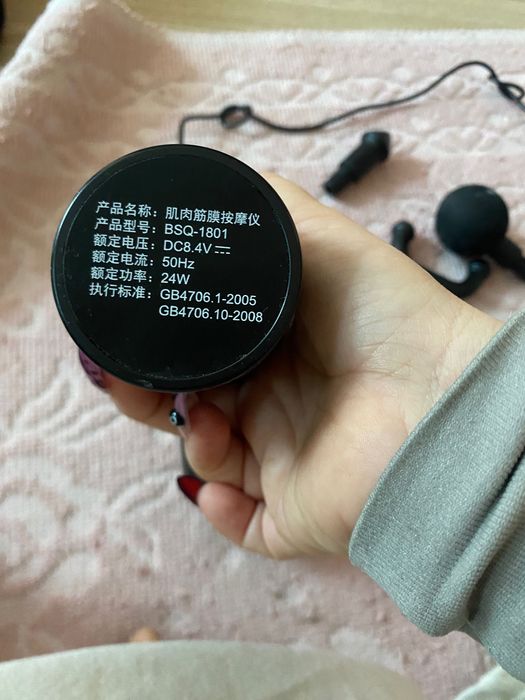 产品名称：肌肉筋膜按摩仪
产品型号：BSQ-1801
额定电压：DC8.4V ⎓
额定电流：50Hz
额定功率：24W
执行标准：GB4706.1-2005
GB4706.10-2008